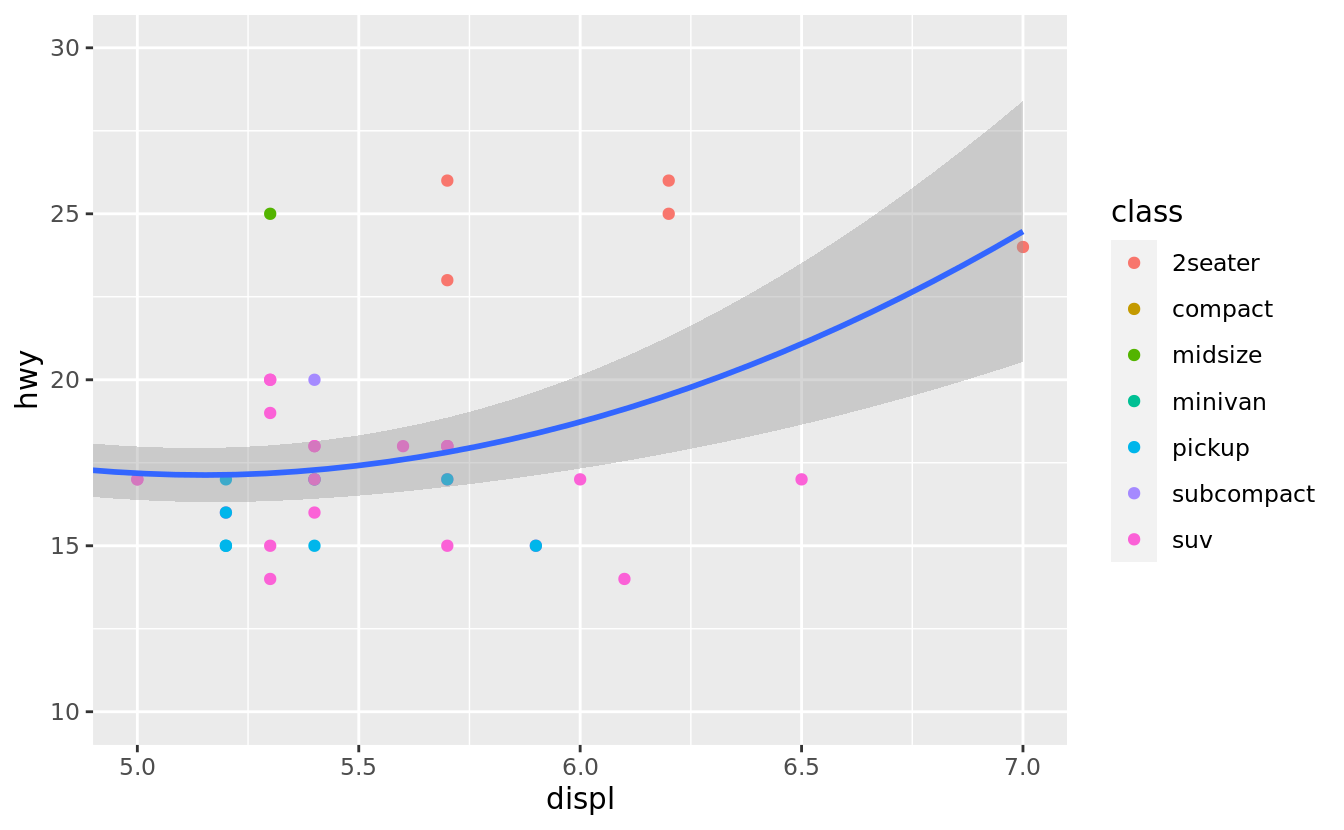 30
25
20
15
10
hwy
5.0
5.5
6.0
6.5
7.0
displ
class
2seater
compact
midsize
minivan
pickup
subcompact
suv